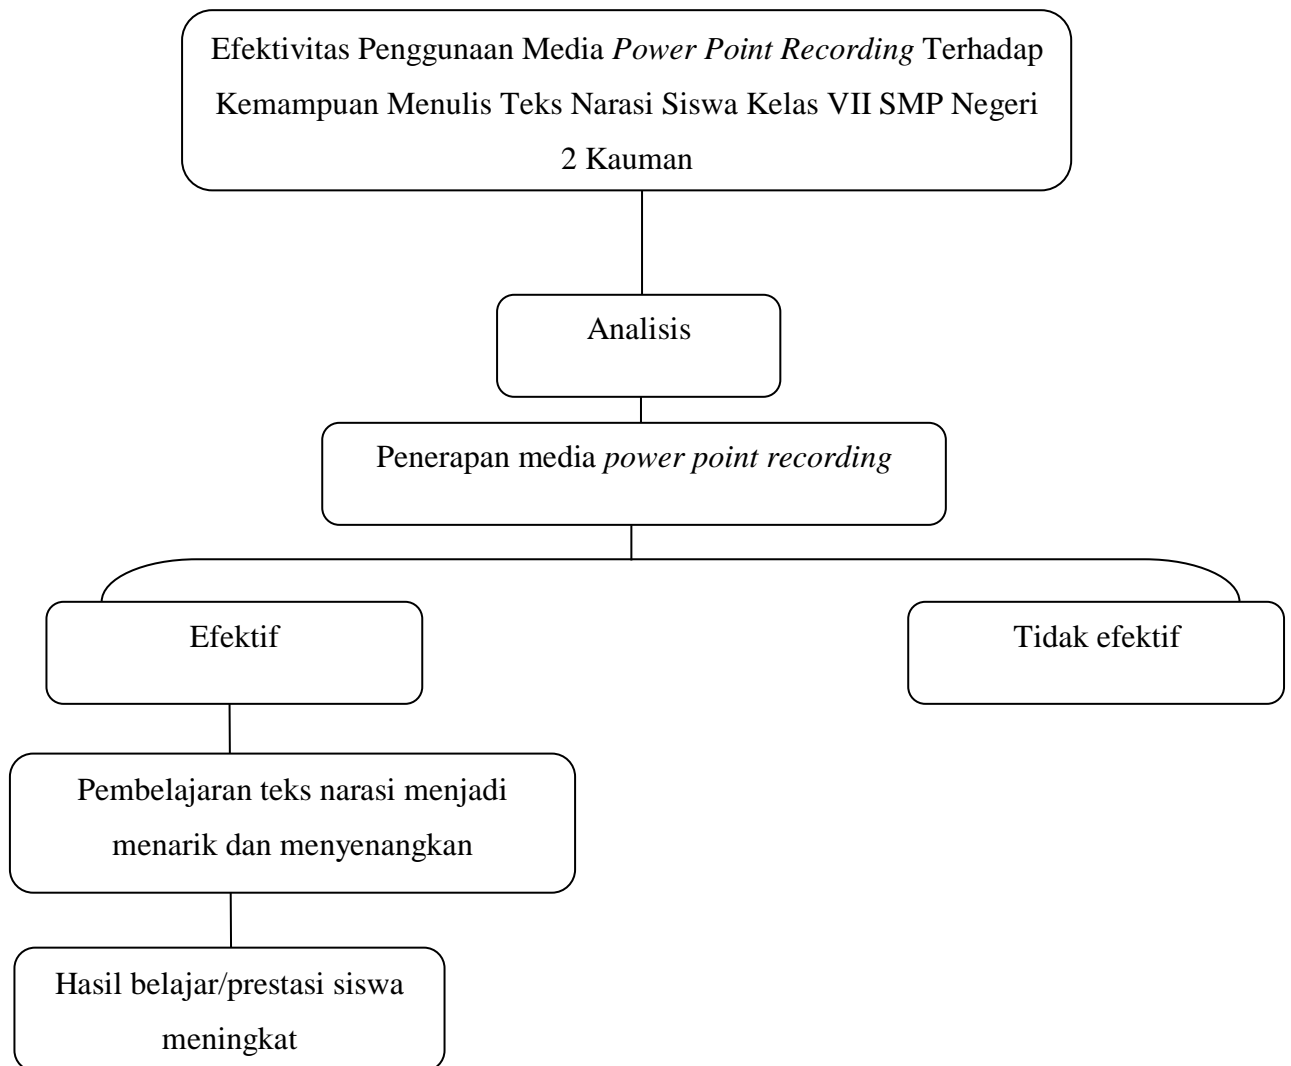 Efektivitas Penggunaan Media Power Point Recording Terhadap
Kemampuan Menulis Teks Narasi Siswa Kelas VII SMP Negeri
2 Kauman
Analisis
Penerapan media power point recording
Efektif
Tidak efektif
Pembelajaran teks narasi menjadi
menarik dan menyenangkan
Hasil belajar/prestasi siswa
meningkat